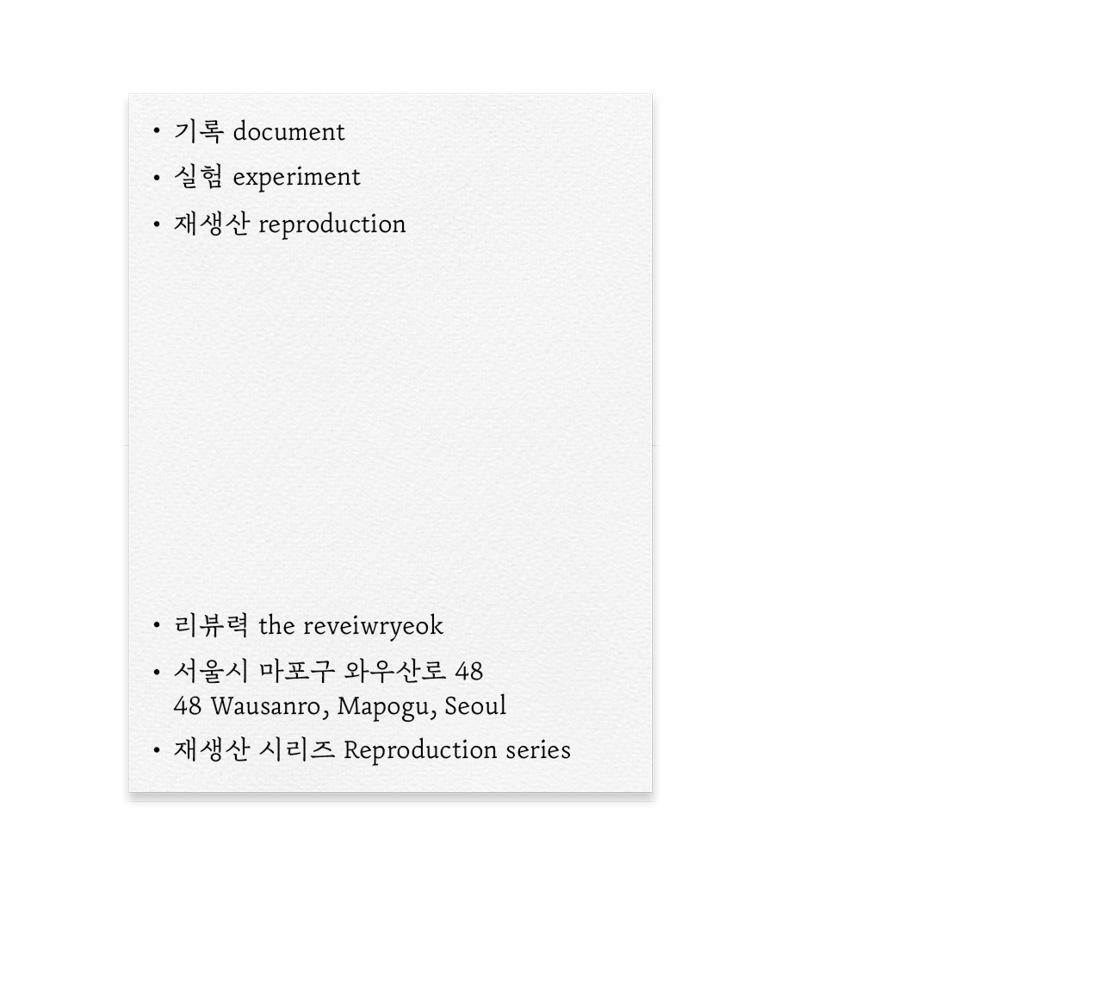 • 기록 document
• 실험 experiment
• 재생산 reproduction
• 리뷰력 the reveiwryeok
• 서울시 마포구 와우산로 48
48 Wausanro, Mapogu, Seoul
• 재생산 시리즈 Reproduction series